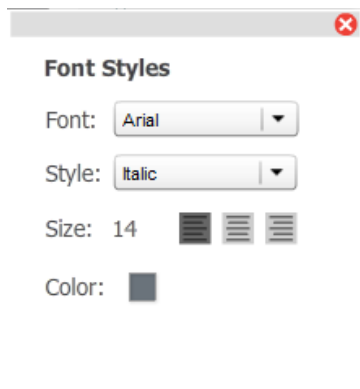 Font Styles
Font: Arial
Style: Italic
Size: 14
Color: